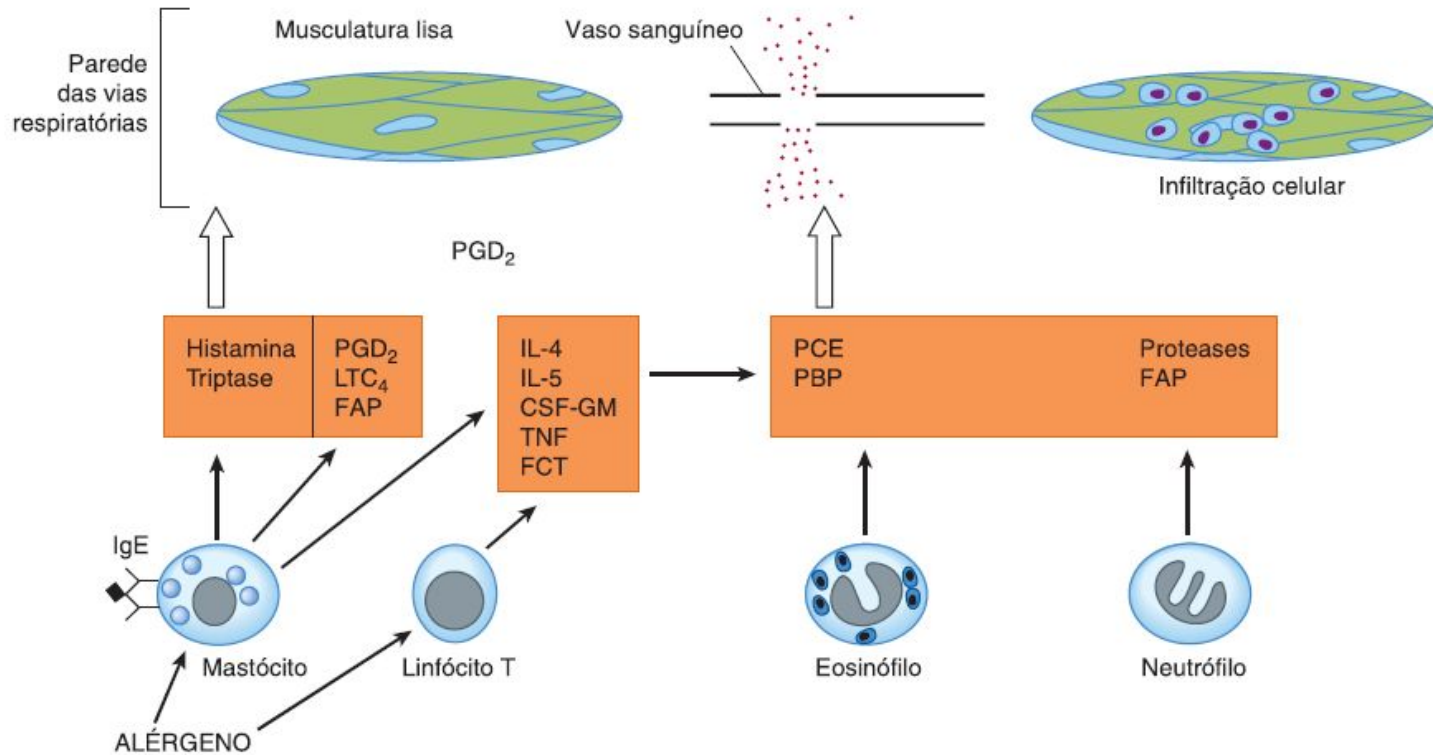 Musculatura lisa
Vaso sanguíneo
Parede
das vias
respiratórias
Infiltração celular
PGD₂
Histamina
Triptase
PGD₂
LTC₄
FAP
IL-4
IL-5
CSF-GM
TNF
FCT
PCE
PBP
Proteases
FAP
IgE
Mastócito
Linfócito T
Eosinófilo
Neutrófilo
ALÉRGENO